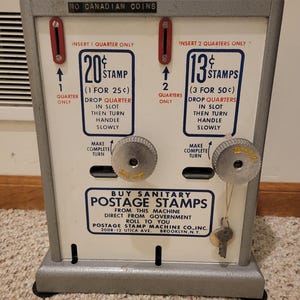 NO CANADIAN COINS
INSERT 1 QUARTER ONLY
20¢ STAMP
(1 FOR 25¢)
DROP QUARTER
IN SLOT
THEN TURN
HANDLE
SLOWLY
1
QUARTER
ONLY
MAKE
COMPLETE
TURN
INSERT 2 QUARTERS ONLY
13¢ STAMPS
(3 FOR 50¢)
DROP QUARTERS
IN SLOT
THEN TURN
HANDLE
SLOWLY
2
QUARTERS
ONLY
MAKE
COMPLETE
TURN
BUY SANITARY
POSTAGE STAMPS
FROM THIS MACHINE
DIRECT FROM GOVERNMENT
ROLL TO YOU
POSTAGE STAMP MACHINE CO., INC.
2008-12 UTICA AVE. BROOKLYN, N.Y.